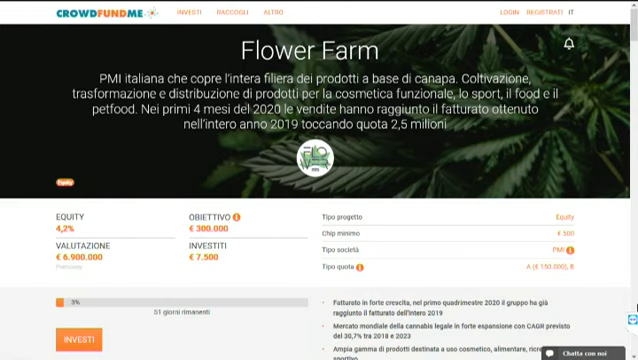 CROWDFUNDME
INVESTI RACCOGLI ALTRO
LOGIN REGISTRATI IT
Flower Farm
PMI italiana che copre l'intera filiera dei prodotti a base di canapa. Coltivazione,
trasformazione e distribuzione di prodotti per la cosmetica funzionale, lo sport, il food e il
petfood. Nei primi 4 mesi del 2020 le vendite hanno raggiunto il fatturato ottenuto
nell'intero anno 2019 toccando quota 2,5 milioni
Equity
EQUITY
4,2%
OBIETTIVO
€ 300.000
VALUTAZIONE
€ 6.900.000
INVESTITI
€ 7.500
Tipo progetto Equity
Chip minimo € 500
Tipo società PMI
Tipo quota A (€ 150.000), B
3%
51 giorni rimanenti
INVESTI
Fatturato in forte crescita, nel primo quadrimestre 2020 il gruppo ha già
raggiunto il fatturato dell'intero 2019
Mercato mondiale della cannabis legale in forte espansione con CAGR previsto
del 30,7% tra 2018 e 2023
Ampia gamma di prodotti destinata a uso cosmetico, alimentare,
sportivo
Chatta con noi